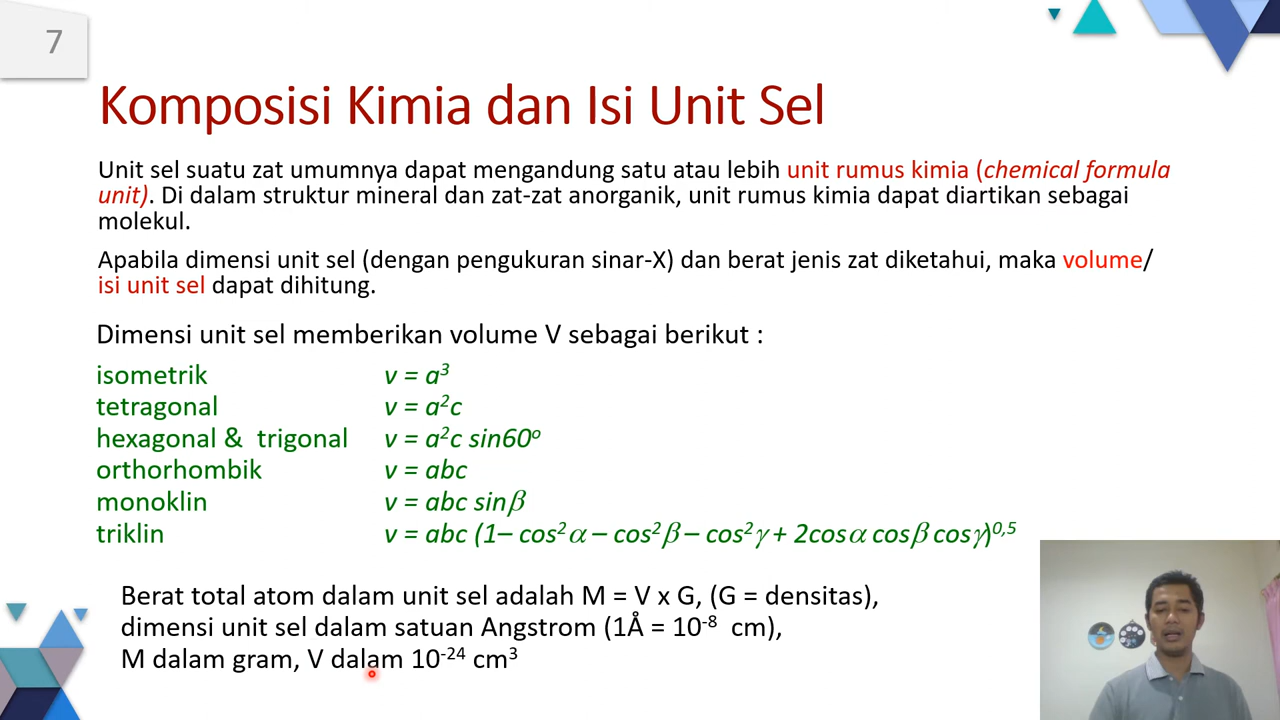 7
Komposisi Kimia dan Isi Unit Sel
Unit sel suatu zat umumnya dapat mengandung satu atau lebih unit rumus kimia (chemical formula
unit). Di dalam struktur mineral dan zat-zat anorganik, unit rumus kimia dapat diartikan sebagai
molekul.
Apabila dimensi unit sel (dengan pengukuran sinar-X) dan berat jenis zat diketahui, maka volume/
isi unit sel dapat dihitung.
Dimensi unit sel memberikan volume V sebagai berikut :
isometrik v = a³
tetragonal v = a²c
hexagonal & trigonal v = a²c sin60º
orthorhombik v = abc
monoklin v = abc sinβ
triklin v = abc (1– cos²α – cos²β – cos²γ + 2cosα cosβ cosγ)⁰,⁵
Berat total atom dalam unit sel adalah M = V x G, (G = densitas),
dimensi unit sel dalam satuan Angstrom (1Å = 10⁻⁸ cm),
M dalam gram, V dalam 10⁻²⁴ cm³